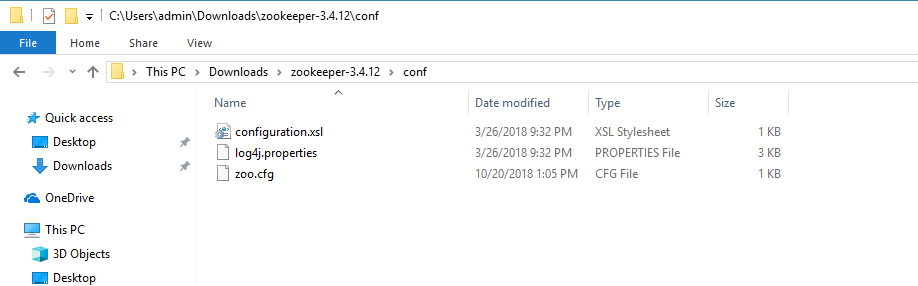 C:\Users\admin\Downloads\zookeeper-3.4.12\conf
File Home Share View
This PC Downloads zookeeper-3.4.12 conf
Name Date modified Type Size
Quick access
Desktop
Downloads
OneDrive
This PC
3D Objects
Desktop
configuration.xsl 3/26/2018 9:32 PM XSL Stylesheet 1 KB
log4j.properties 3/26/2018 9:32 PM PROPERTIES File 3 KB
zoo.cfg 10/20/2018 1:05 PM CFG File 1 KB